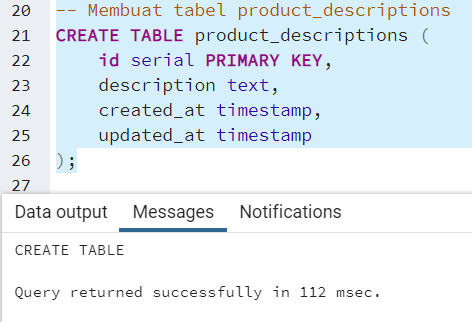 20 -- Membuat tabel product_descriptions
21 CREATE TABLE product_descriptions (
22     id serial PRIMARY KEY,
23     description text,
24     created_at timestamp,
25     updated_at timestamp
26 );
27
Data output Messages Notifications
CREATE TABLE
Query returned successfully in 112 msec.